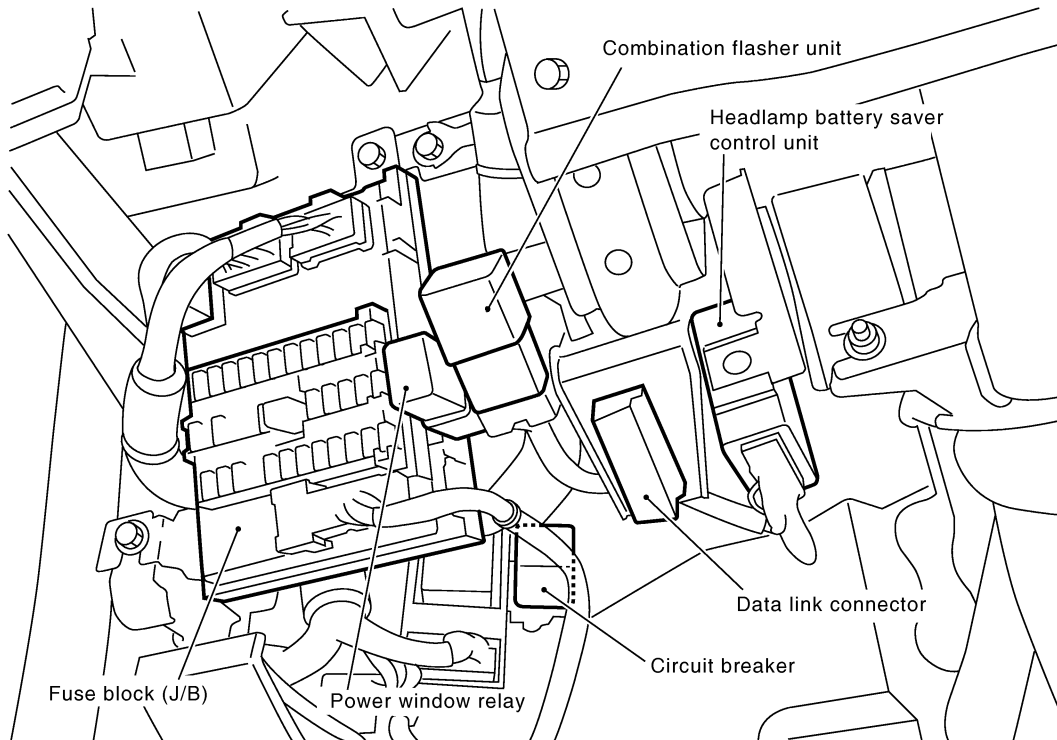 Combination flasher unit
Headlamp battery saver
control unit
Data link connector
Circuit breaker
Fuse block (J/B)
Power window relay